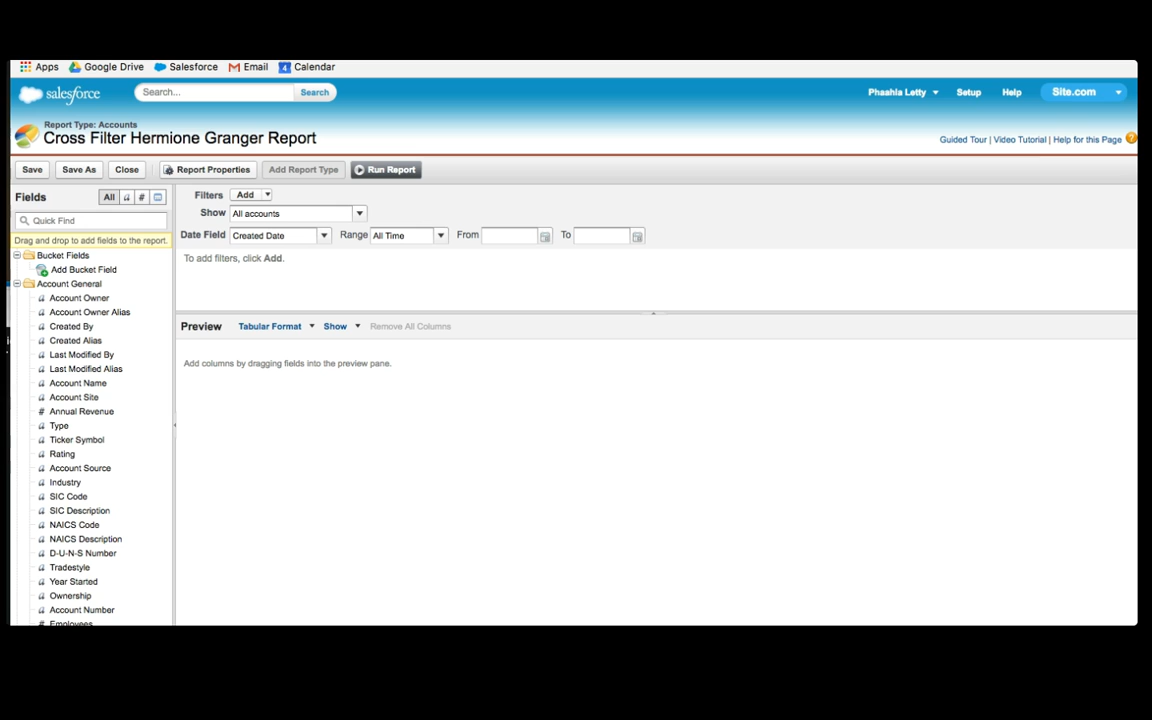 Apps Google Drive Salesforce Email 4 Calendar
salesforce Search... Search Phaahla Letty Setup Help Site.com
Report Type: Accounts
Cross Filter Hermione Granger Report
Guided Tour | Video Tutorial | Help for this Page ?
Save Save As Close Report Properties Add Report Type Run Report
Fields All a # 
Quick Find
Drag and drop to add fields to the report.
Bucket Fields
Add Bucket Field
Account General
a Account Owner
a Account Owner Alias
a Created By
a Created Alias
a Last Modified By
a Last Modified Alias
a Account Name
a Account Site
# Annual Revenue
a Type
a Ticker Symbol
a Rating
a Account Source
a Industry
a SIC Code
a SIC Description
a NAICS Code
a NAICS Description
a D-U-N-S Number
a Tradestyle
a Year Started
a Ownership
a Account Number
# Employees
Filters Add
Show All accounts
Date Field Created Date Range All Time From To
To add filters, click Add.
Preview Tabular Format Show Remove All Columns
Add columns by dragging fields into the preview pane.